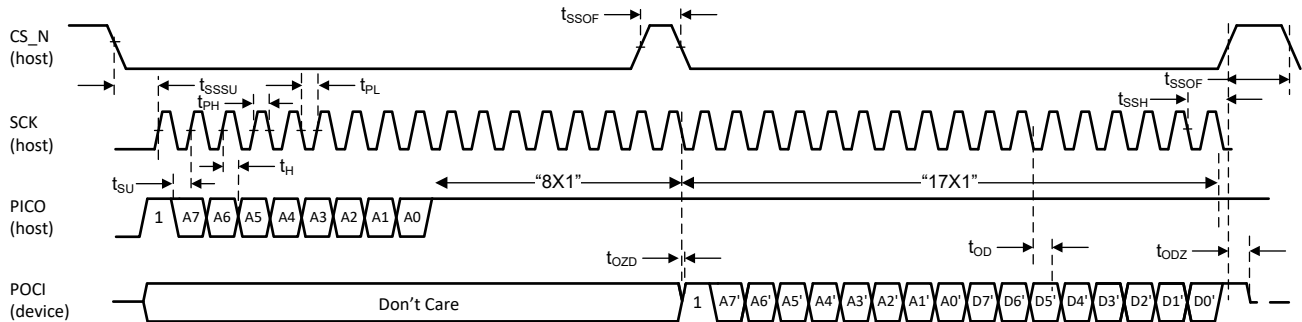 CS_N
(host)
tSSOF
tSSSU
tPL
tPH
tSSOF
tSSH
SCK
(host)
tH
tSU
“8X1”
“17X1”
PICO
(host)
1 A7 A6 A5 A4 A3 A2 A1 A0
tOZD
tOD
tODZ
POCI
(device)
Don’t Care
1 A7' A6' A5' A4' A3' A2' A1' A0' D7' D6' D5' D4' D3' D2' D1' D0'